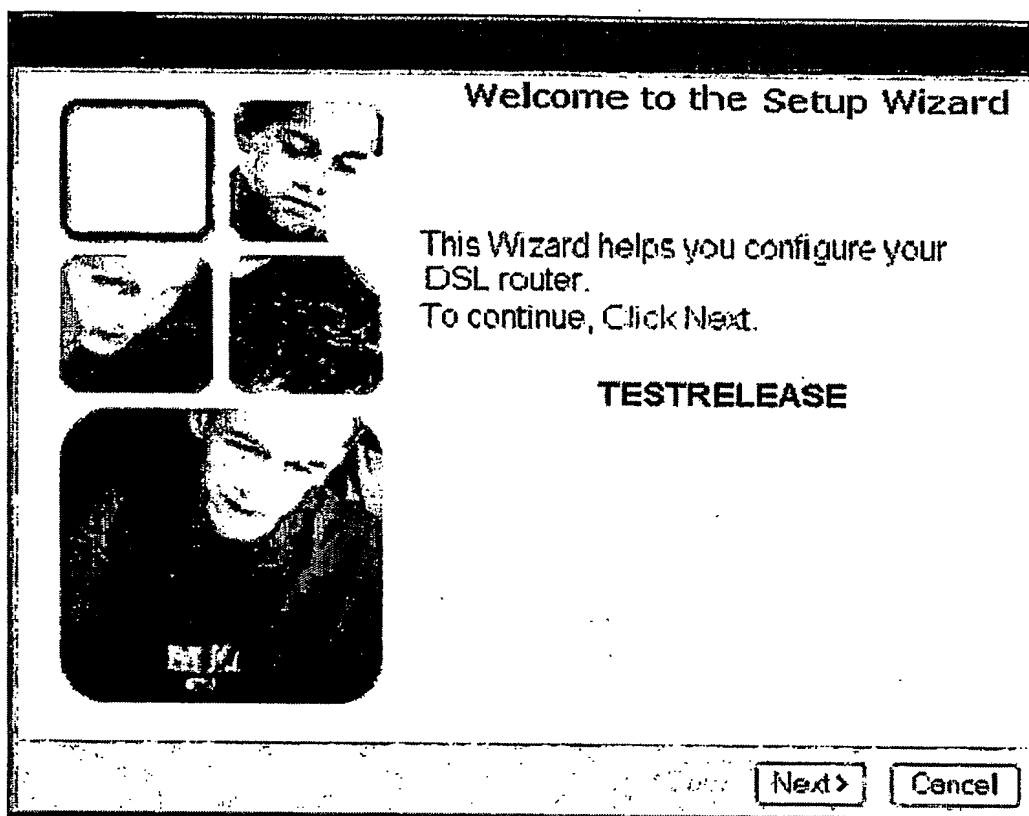 Welcome to the Setup Wizard
This Wizard helps you configure your
DSL router.
To continue, Click Next.
TESTRELEASE
Next>
Cancel